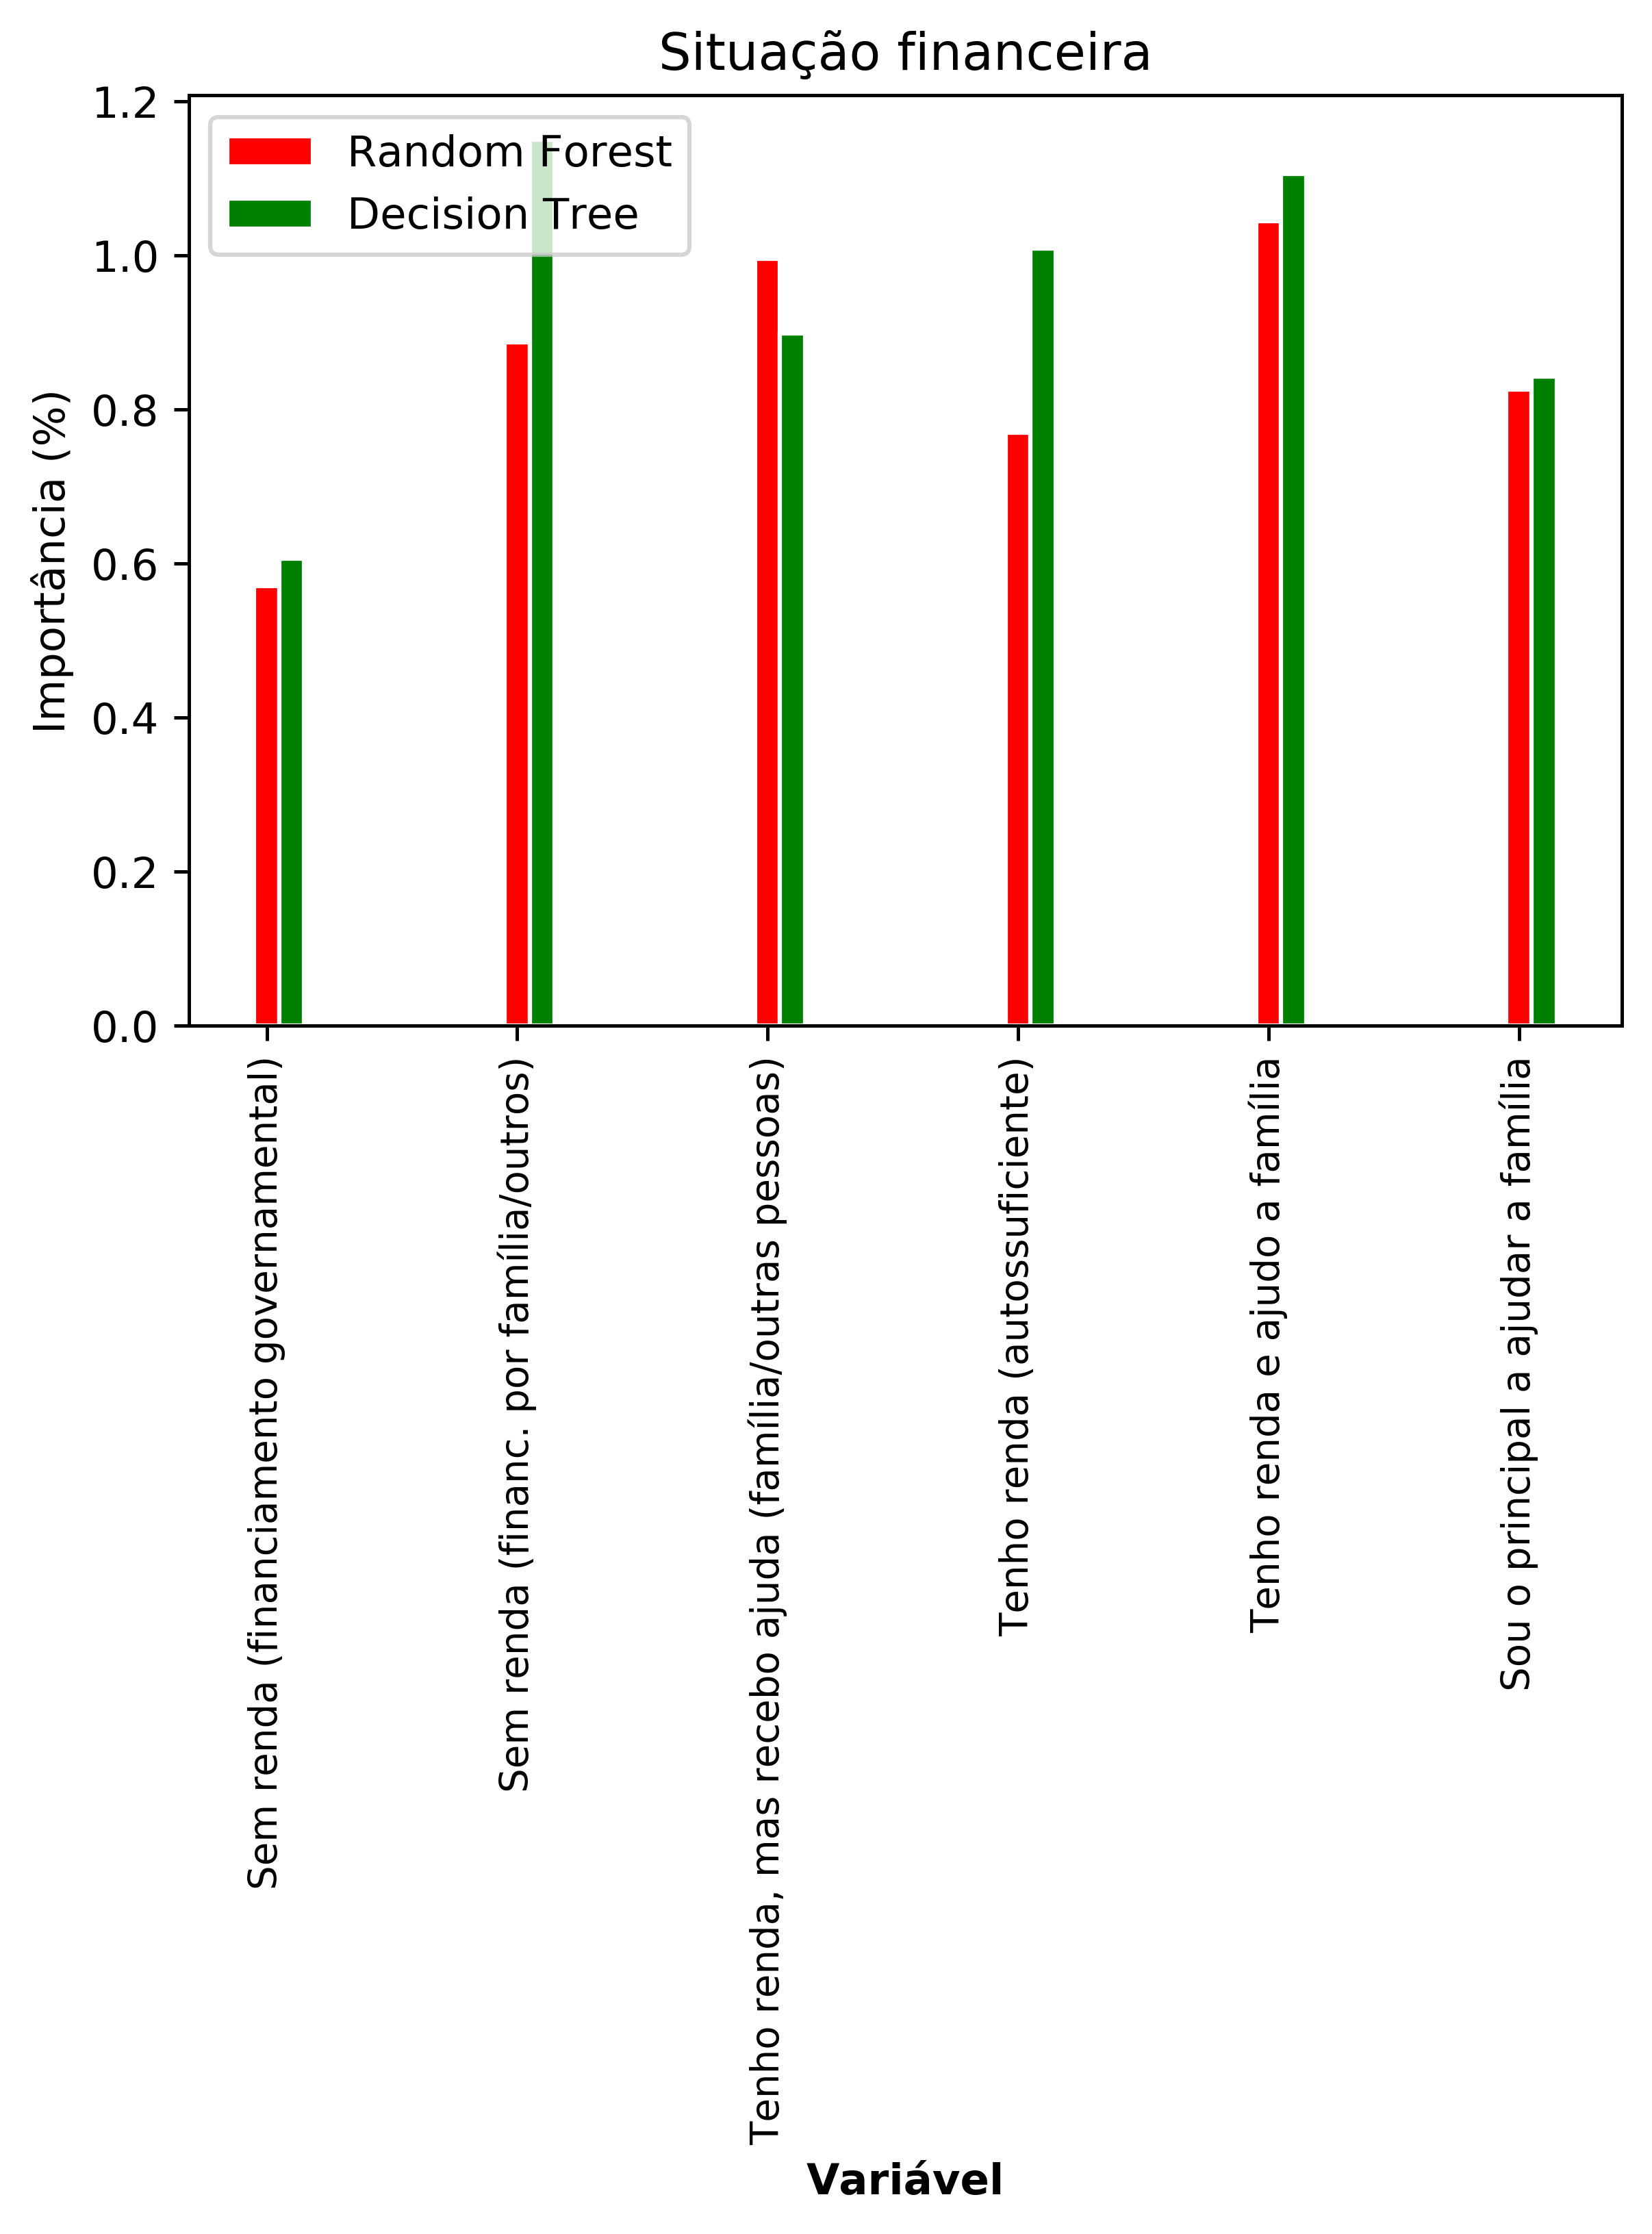 Situação financeira
Random Forest
Decision Tree
Importância (%)
1.2
1.0
0.8
0.6
0.4
0.2
0.0
Sem renda (financiamento governamental)
Sem renda (financ. por família/outros)
Tenho renda, mas recebo ajuda (família/outras pessoas)
Tenho renda (autossuficiente)
Tenho renda e ajudo a família
Sou o principal a ajudar a família
Variável